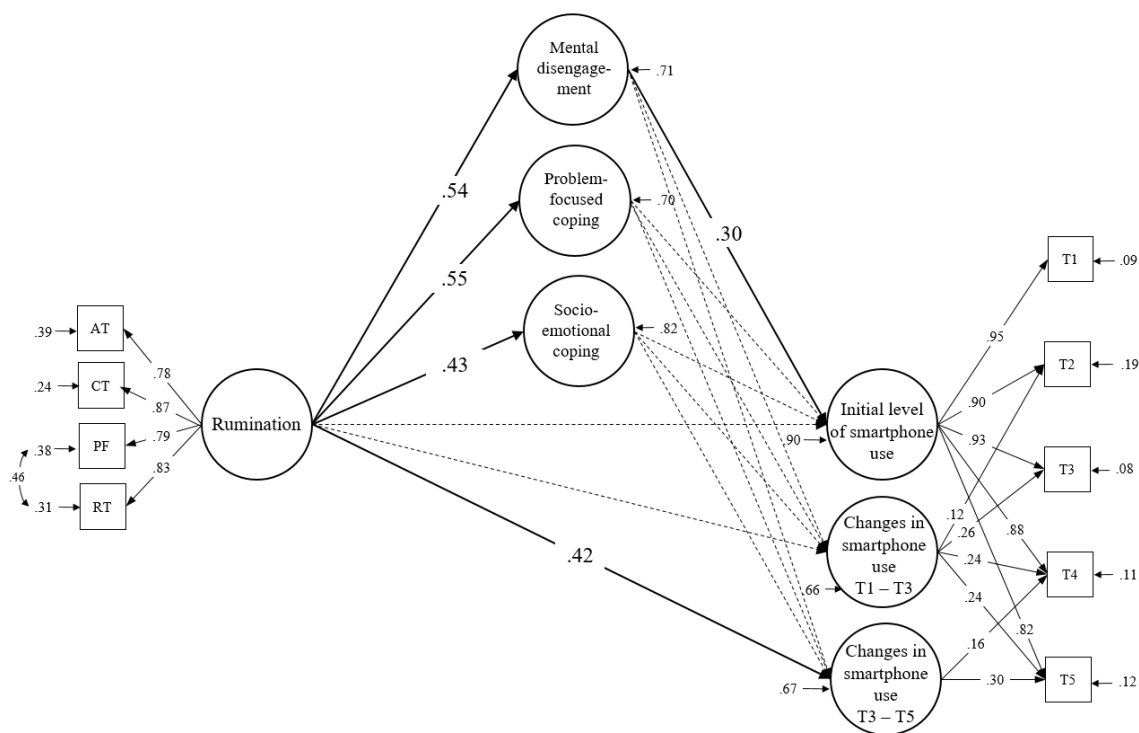 Mental
disengage-
ment
.71
Problem-
focused
coping
.70
Socio-
emotional
coping
.82
.54
.55
.43
.30
.42
.39
AT
.78
.24
CT
.87
.38
PF
.79
.46
.31
RT
.83
Rumination
Initial level
of smartphone
use
.90
Changes in
smartphone
use
T1 – T3
.66
Changes in
smartphone
use
T3 – T5
.67
.95
.90
.93
.88
.82
.12
.26
.24
.24
.16
.30
T1
.09
T2
.19
T3
.08
T4
.11
T5
.12